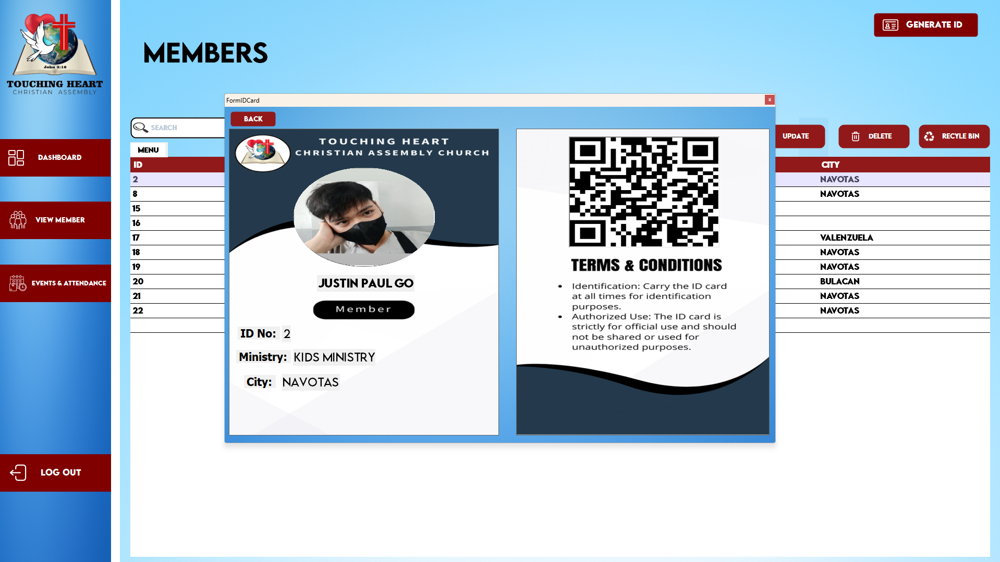 John 3:16
TOUCHING HEART
CHRISTIAN ASSEMBLY
DASHBOARD
VIEW MEMBER
EVENTS & ATTENDANCE
LOG OUT
GENERATE ID
MEMBERS
SEARCH
UPDATE
DELETE
RECYLE BIN
MENU
ID
CITY
2
NAVOTAS
8
NAVOTAS
15
16
17
VALENZUELA
18
NAVOTAS
19
NAVOTAS
20
BULACAN
21
NAVOTAS
22
NAVOTAS
FormIDCard
x
BACK
TOUCHING HEART
CHRISTIAN ASSEMBLY CHURCH
JUSTIN PAUL GO
Member
ID No: 2
Ministry: KIDS MINISTRY
City: NAVOTAS
TERMS & CONDITIONS
• Identification: Carry the ID card
at all times for identification
purposes.
• Authorized Use: The ID card is
strictly for official use and should
not be shared or used for
unauthorized purposes.